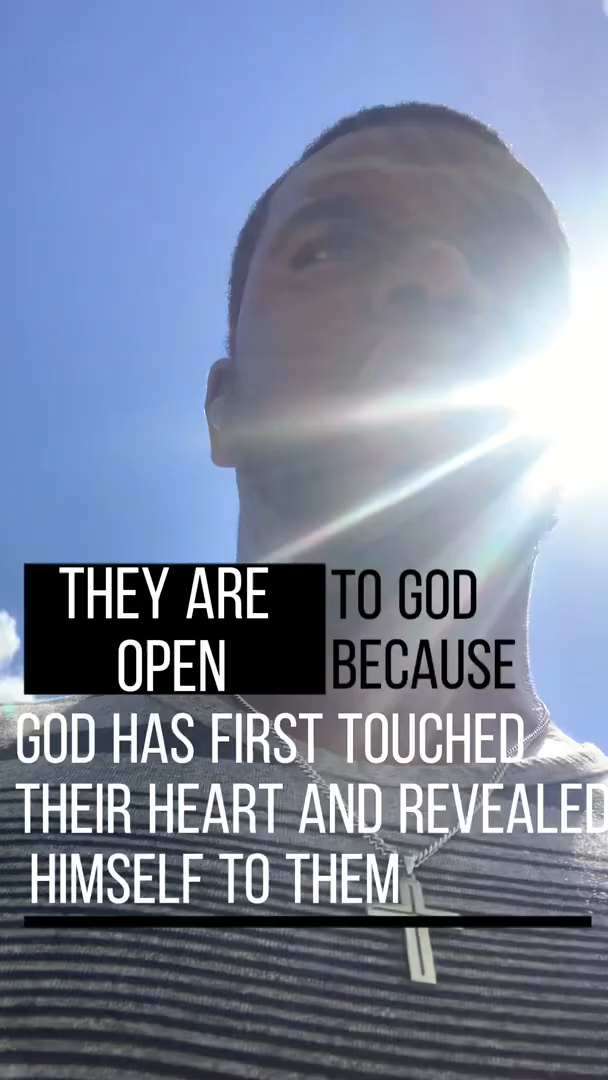 THEY ARE TO GOD
OPEN BECAUSE
GOD HAS FIRST TOUCHED
THEIR HEART AND REVEALED
HIMSELF TO THEM